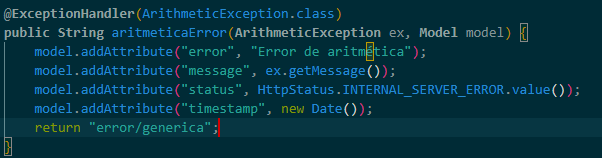 @ExceptionHandler(ArithmeticException.class)
public String aritmeticaError(ArithmeticException ex, Model model) {
    model.addAttribute("error", "Error de aritmética");
    model.addAttribute("message", ex.getMessage());
    model.addAttribute("status", HttpStatus.INTERNAL_SERVER_ERROR.value());
    model.addAttribute("timestamp", new Date());
    return "error/generica";
}